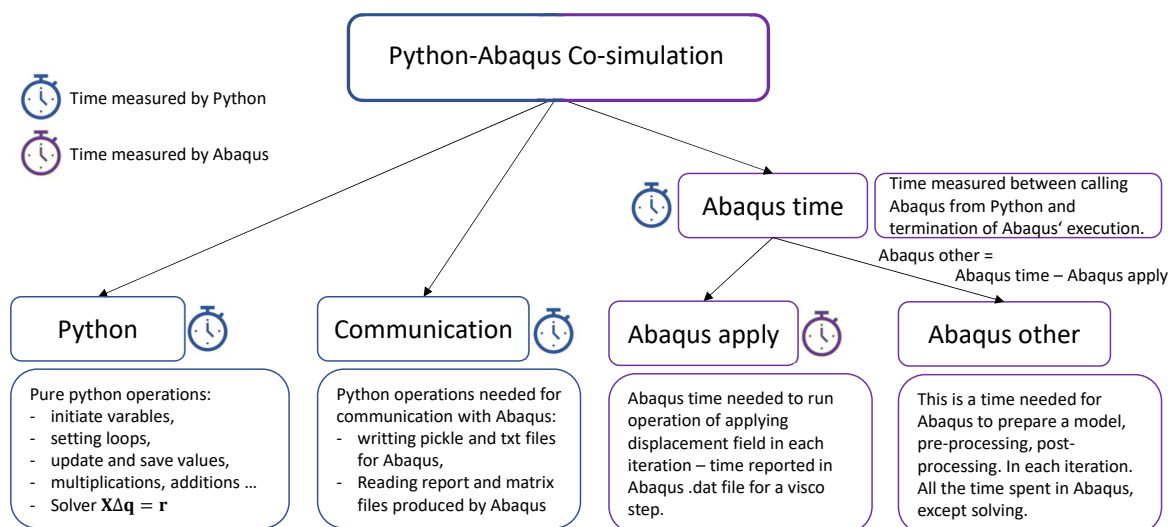 Python-Abaqus Co-simulation
Time measured by Python
Time measured by Abaqus
Abaqus time
Time measured between calling
Abaqus from Python and
termination of Abaqus‘ execution.
Abaqus other =
Abaqus time – Abaqus apply
Python
Communication
Abaqus apply
Abaqus other
Pure python operations:
- initiate varables,
- setting loops,
- update and save values,
- multiplications, additions ...
- Solver XΔq = r
Python operations needed for
communication with Abaqus:
- writting pickle and txt files
for Abaqus,
- Reading report and matrix
files produced by Abaqus
Abaqus time needed to run
operation of applying
displacement field in each
iteration – time reported in
Abaqus .dat file for a visco
step.
This is a time needed for
Abaqus to prepare a model,
pre-processing, post-
processing. In each iteration.
All the time spent in Abaqus,
except solving.